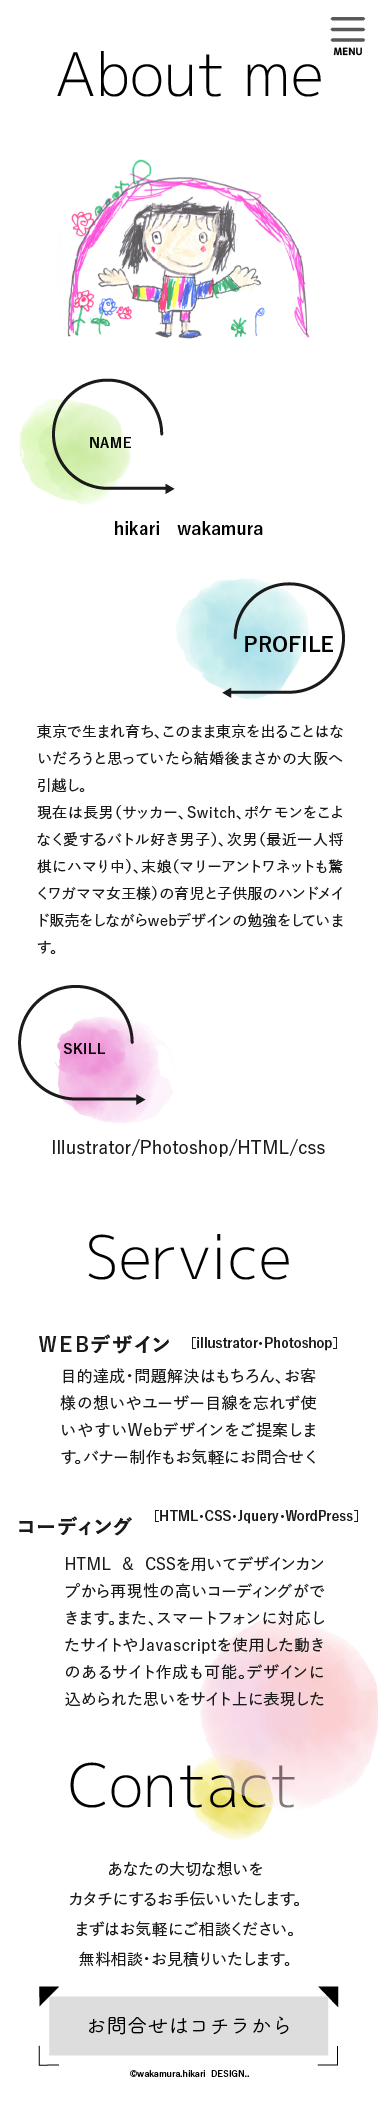 MENU
About me
NAME
hikari　wakamura
PROFILE
東京で生まれ育ち、このまま東京を出ることはな
いだろうと思っていたら結婚後まさかの大阪へ
引越し。
現在は長男（サッカー、Switch、ポケモンをこよ
なく愛するバトル好き男子）、次男（最近一人将
棋にハマり中）、末娘（マリーアントワネットも驚
くワガママ女王様）の育児と子供服のハンドメイ
ド販売をしながらwebデザインの勉強をしていま
す。
SKILL
Illustrator/Photoshop/HTML/css
Service
WEBデザイン ［illustrator・Photoshop］
目的達成・問題解決はもちろん、お客
様の想いやユーザー目線を忘れず使
いやすいWebデザインをご提案しま
す。バナー制作もお気軽にお問合せく
コーディング ［HTML・CSS・Jquery・WordPress］
HTML & CSSを用いてデザインカン
プから再現性の高いコーディングがで
きます。また、スマートフォンに対応し
たサイトやJavascriptを使用した動き
のあるサイト作成も可能。デザインに
込められた思いをサイト上に表現した
Contact
あなたの大切な想いを
カタチにするお手伝いいたします。
まずはお気軽にご相談ください。
無料相談・お見積りいたします。
お問合せはコチラから
©wakamura.hikari DESIGN..